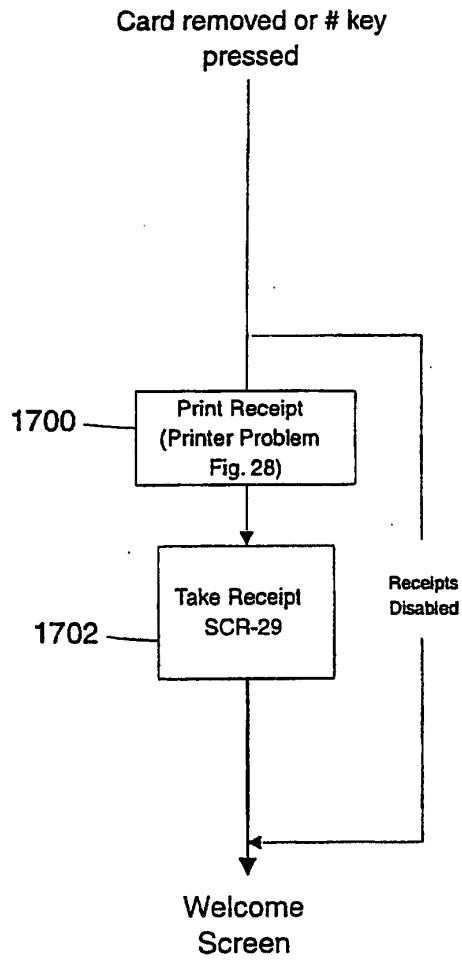 Card removed or # key
pressed
1700
Print Receipt
(Printer Problem
Fig. 28)
1702
Take Receipt
SCR-29
Receipts
Disabled
Welcome
Screen